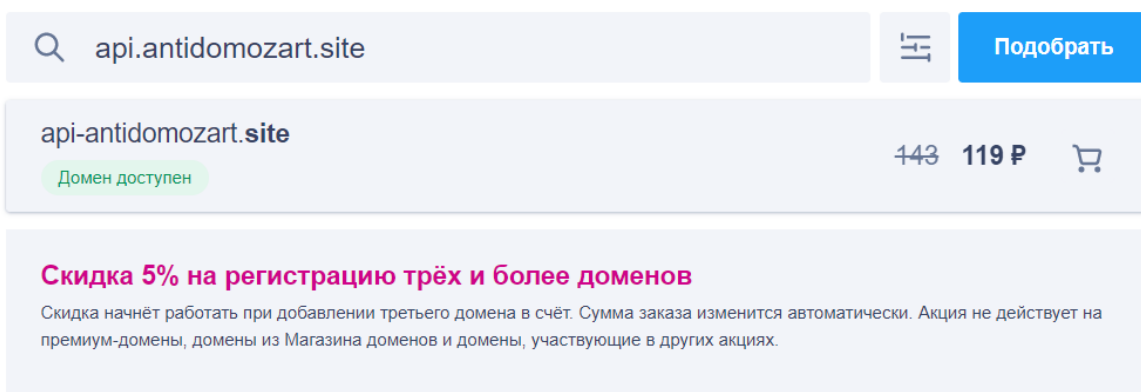 api.antidomozart.site
Подобрать
api-antidomozart.site
Домен доступен
143 119 ₽
Скидка 5% на регистрацию трёх и более доменов
Скидка начнёт работать при добавлении третьего домена в счёт. Сумма заказа изменится автоматически. Акция не действует на
премиум-домены, домены из Магазина доменов и домены, участвующие в других акциях.